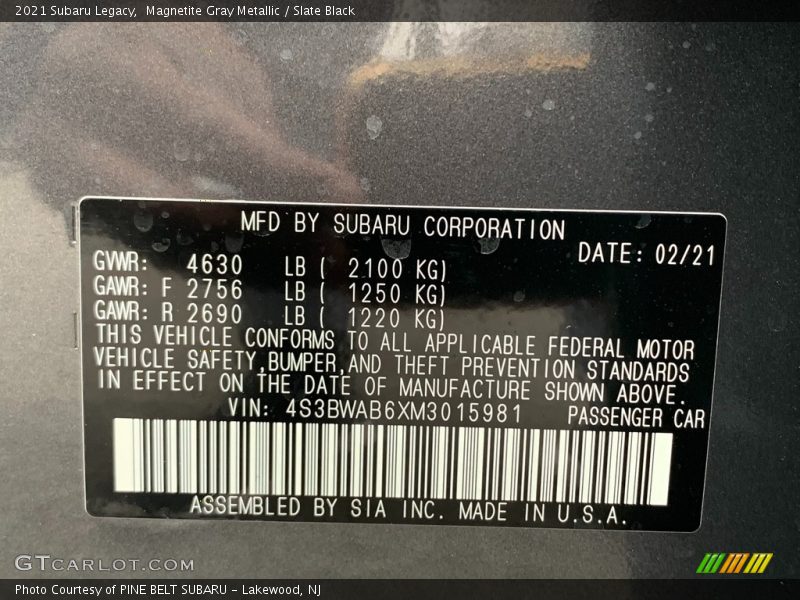 2021 Subaru Legacy, Magnetite Gray Metallic / Slate Black
MFD BY SUBARU CORPORATION
DATE: 02/21
GVWR: 4630 LB ( 2100 KG)
GAWR: F 2756 LB ( 1250 KG)
GAWR: R 2690 LB ( 1220 KG)
THIS VEHICLE CONFORMS TO ALL APPLICABLE FEDERAL MOTOR
VEHICLE SAFETY,BUMPER,AND THEFT PREVENTION STANDARDS
IN EFFECT ON THE DATE OF MANUFACTURE SHOWN ABOVE.
VIN: 4S3BWAB6XM3015981 PASSENGER CAR
ASSEMBLED BY SIA INC. MADE IN U.S.A.
GTCARLOT.COM
Photo Courtesy of PINE BELT SUBARU - Lakewood, NJ